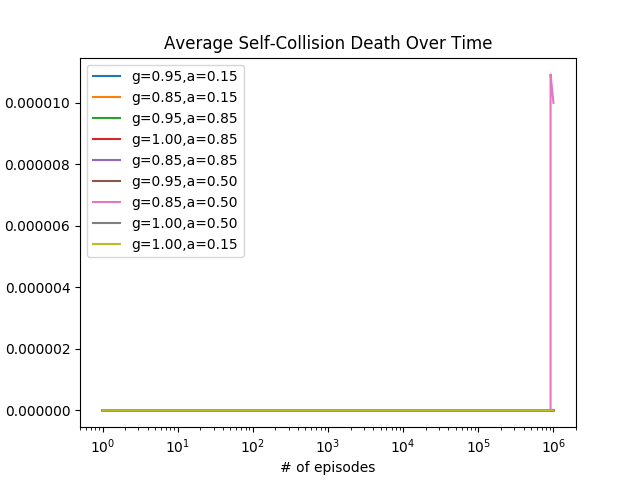 Average Self-Collision Death Over Time
g=0.95,a=0.15
g=0.85,a=0.15
g=0.95,a=0.85
g=1.00,a=0.85
g=0.85,a=0.85
g=0.95,a=0.50
g=0.85,a=0.50
g=1.00,a=0.50
g=1.00,a=0.15
0.000010
0.000008
0.000006
0.000004
0.000002
0.000000
10⁰ 10¹ 10² 10³ 10⁴ 10⁵ 10⁶
# of episodes